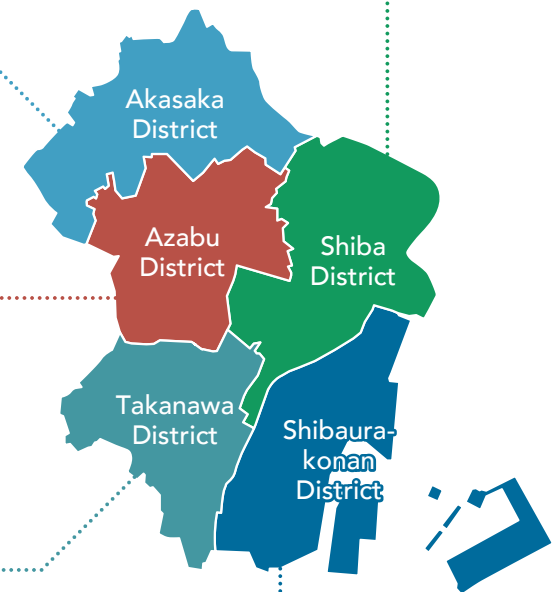 Akasaka
District
Azabu
District
Shiba
District
Takanawa
District
Shibaura-
konan
District